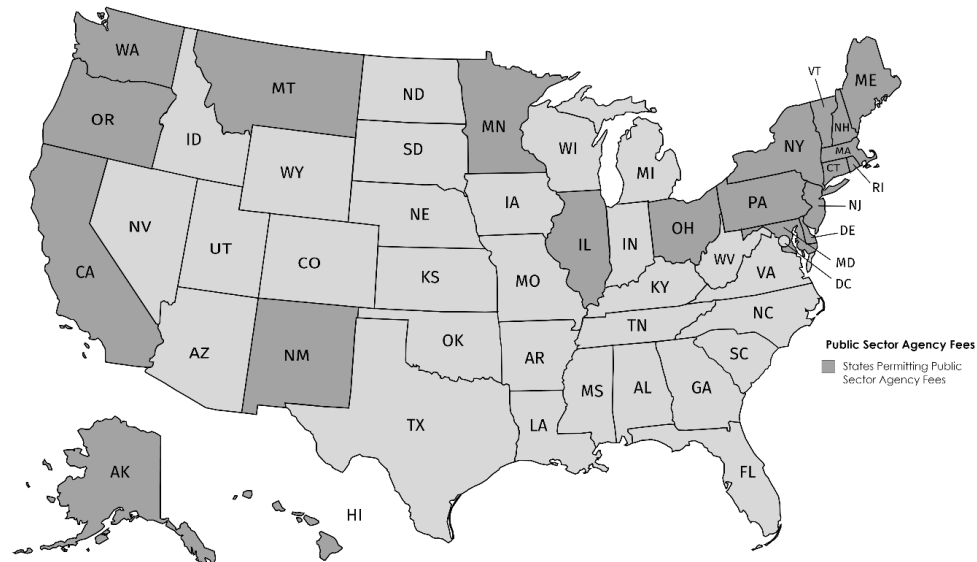 WA
OR
CA
NV
ID
MT
WY
UT
AZ
CO
NM
ND
SD
NE
KS
OK
TX
MN
IA
MO
AR
LA
WI
IL
MI
IN
OH
KY
TN
MS
AL
GA
FL
SC
NC
VA
WV
PA
NY
VT
NH
ME
MA
CT
RI
NJ
DE
MD
DC
AK
HI
Public Sector Agency Fees
States Permitting Public
Sector Agency Fees